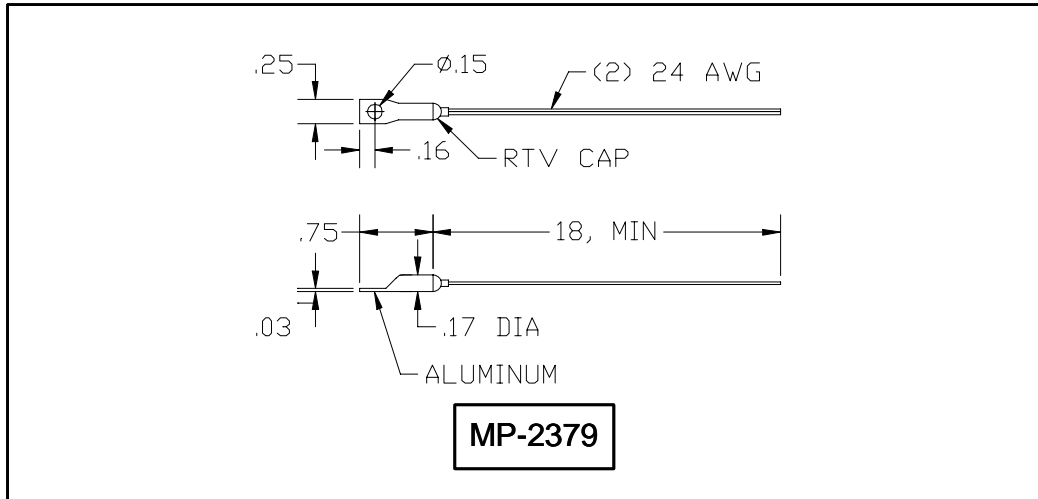 .25
Ø.15
(2) 24 AWG
.16
RTV CAP
.75
18, MIN
.03
.17 DIA
ALUMINUM
MP-2379